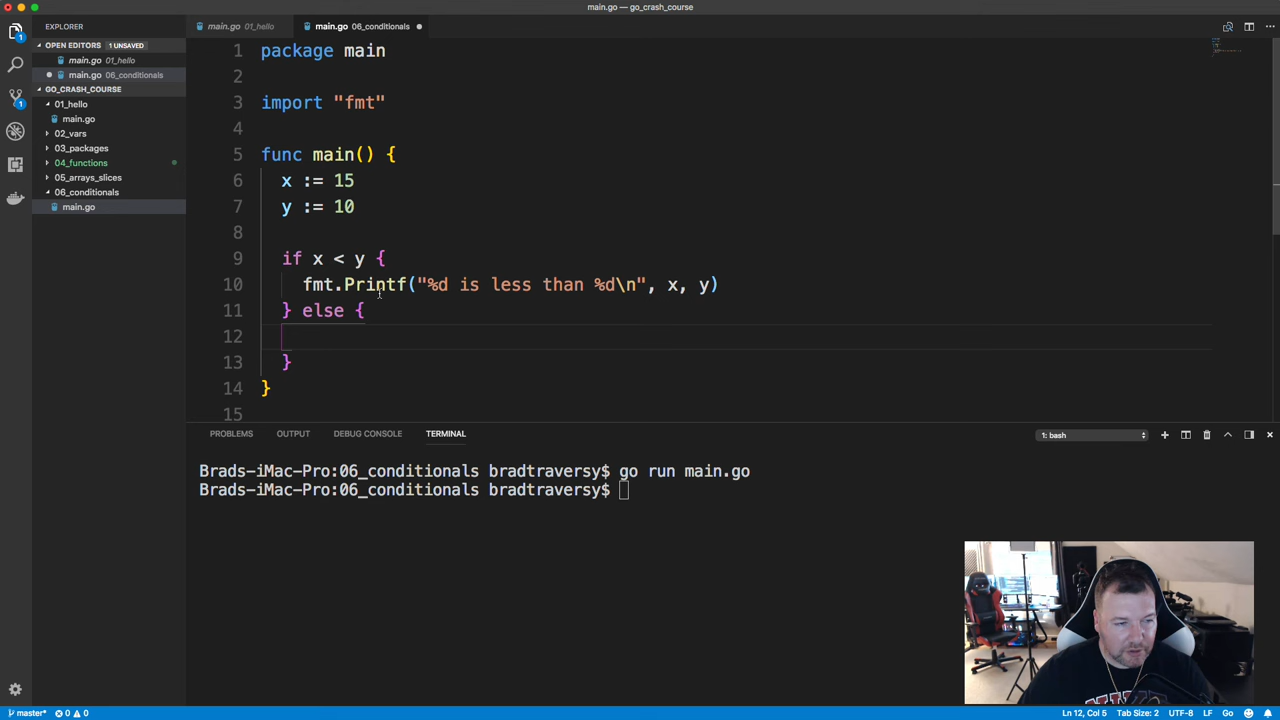 main.go — go_crash_course
EXPLORER
main.go 01_hello
main.go 06_conditionals
OPEN EDITORS 1 UNSAVED
main.go 01_hello
main.go 06_conditionals
GO_CRASH_COURSE
01_hello
main.go
02_vars
03_packages
04_functions
05_arrays_slices
06_conditionals
main.go
1 package main
2
3 import "fmt"
4
5 func main() {
6 x := 15
7 y := 10
8
9 if x < y {
10 fmt.Printf("%d is less than %d\n", x, y)
11 } else {
12
13 }
14 }
15
PROBLEMS OUTPUT DEBUG CONSOLE TERMINAL
1: bash
Brads-iMac-Pro:06_conditionals bradtraversy$ go run main.go
Brads-iMac-Pro:06_conditionals bradtraversy$
master* 0 0
Ln 12, Col 5 Tab Size: 2 UTF-8 LF Go